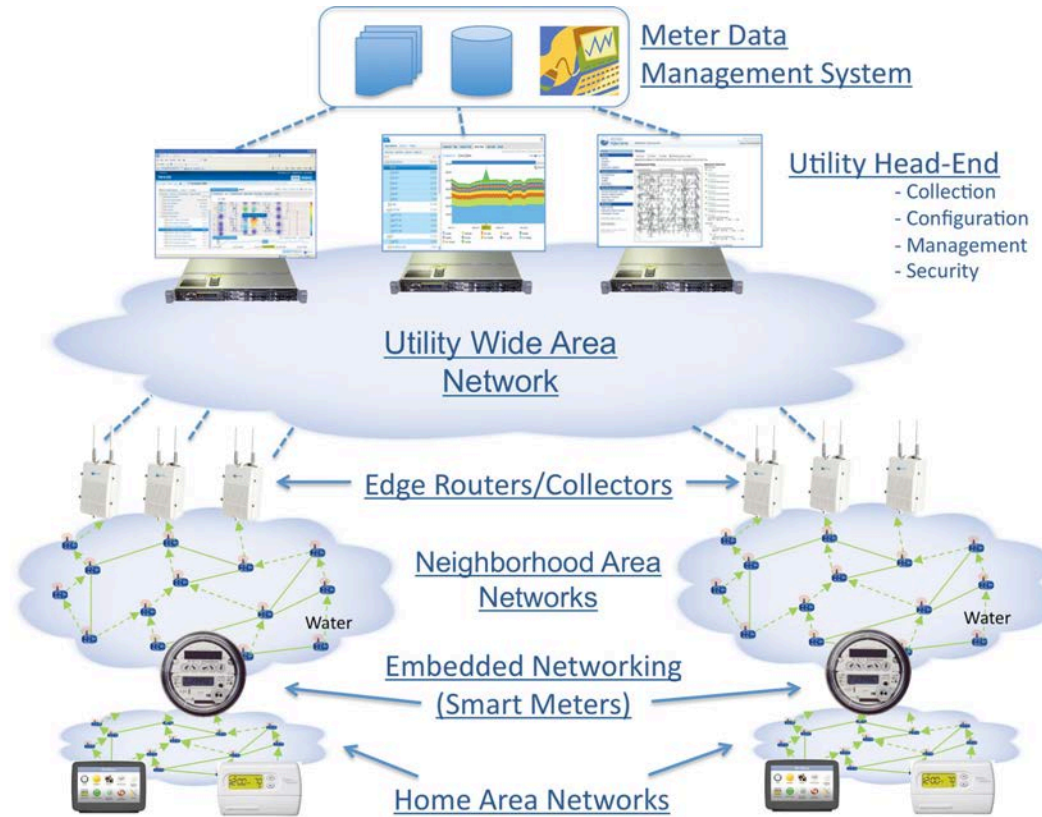 Meter Data
Management System
Utility Head-End
- Collection
- Configuration
- Management
- Security
Utility Wide Area
Network
Edge Routers/Collectors
Neighborhood Area
Networks
Water
Water
Embedded Networking
(Smart Meters)
Home Area Networks